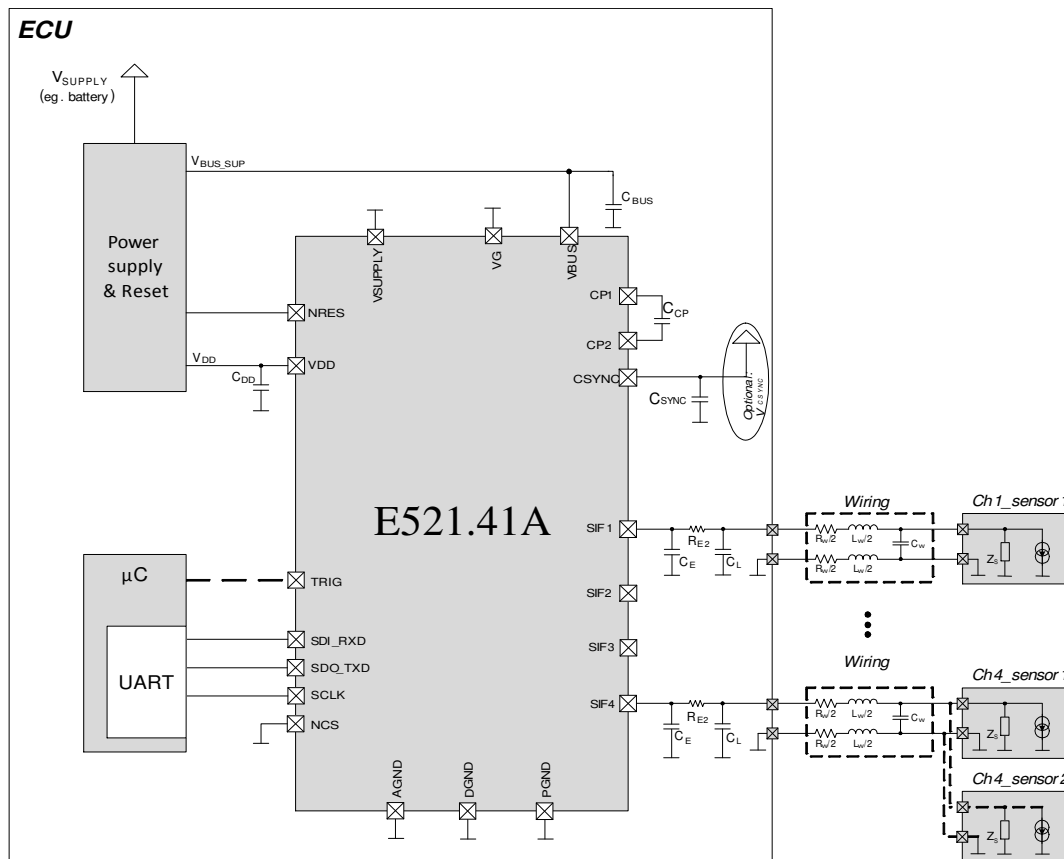 ECU
VSUPPLY
(eg. battery)
VBUS_SUP
CBUS
Power
supply
& Reset
VSUPPLY
VG
VBUS
CP1
CCP
CP2
NRES
VDD
CDD
VDD
CSYNC
CSYNC
Optional:
VCSYNC
E521.41A
Wiring
Ch1_sensor1
SIF1
RE2
CE
CL
RW/2
LW/2
CW
RW/2
LW/2
ZS
µC
TRIG
SIF2
SDI_RXD
SIF3
UART
SDO_TXD
SCLK
NCS
Wiring
Ch4_sensor1
SIF4
RE2
CE
CL
RW/2
LW/2
CW
RW/2
LW/2
ZS
AGND
DGND
PGND
Ch4_sensor2
ZS